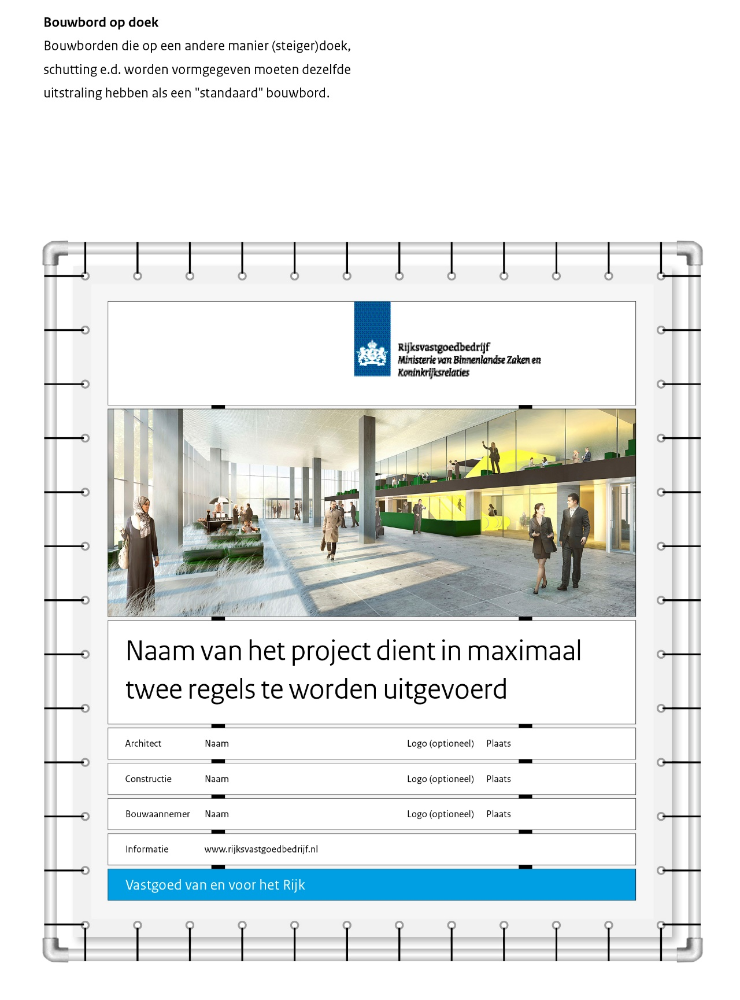 Bouwbord op doek
Bouwborden die op een andere manier (steiger)doek,
schutting e.d. worden vormgegeven moeten dezelfde
uitstraling hebben als een "standaard" bouwbord.
Rijksvastgoedbedrijf
Ministerie van Binnenlandse Zaken en
Koninkrijksrelaties
Naam van het project dient in maximaal
twee regels te worden uitgevoerd
Architect Naam Logo (optioneel) Plaats
Constructie Naam Logo (optioneel) Plaats
Bouwaannemer Naam Logo (optioneel) Plaats
Informatie www.rijksvastgoedbedrijf.nl
Vastgoed van en voor het Rijk